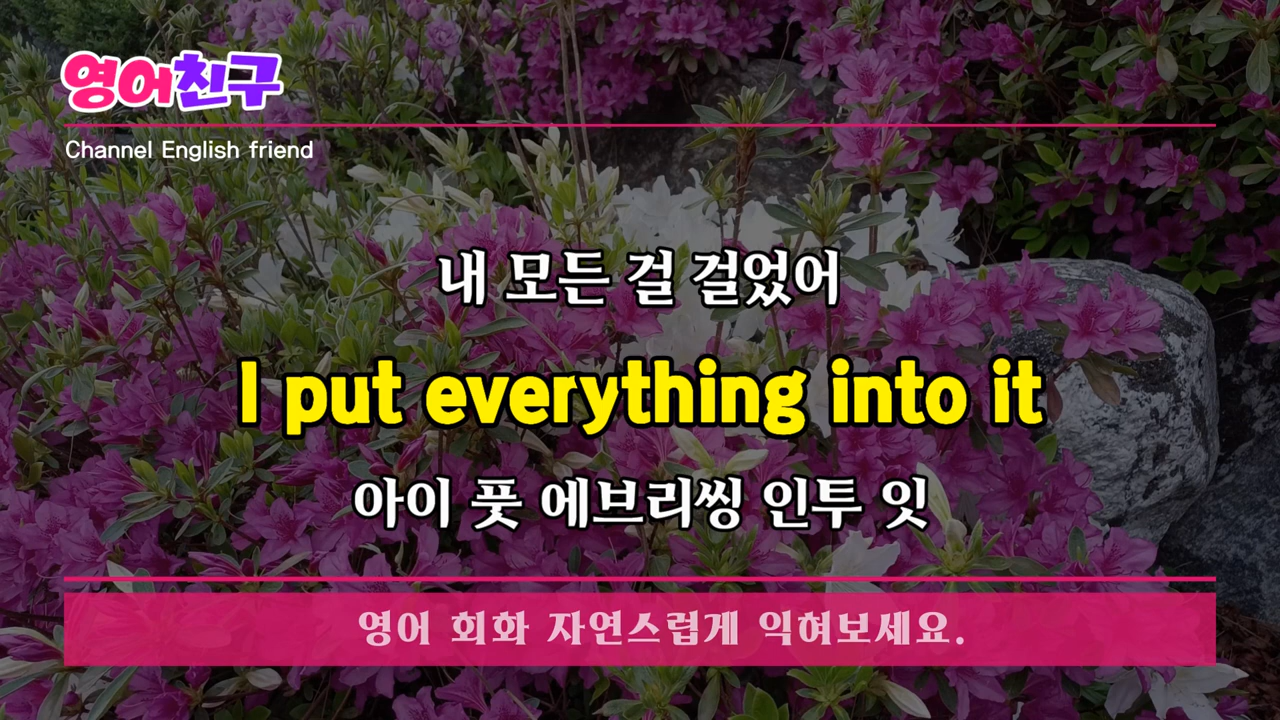 영어친구
Channel English friend
내 모든 걸 걸었어
I put everything into it
아이 풋 에브리씽 인투 잇
영어 회화 자연스럽게 익혀보세요.